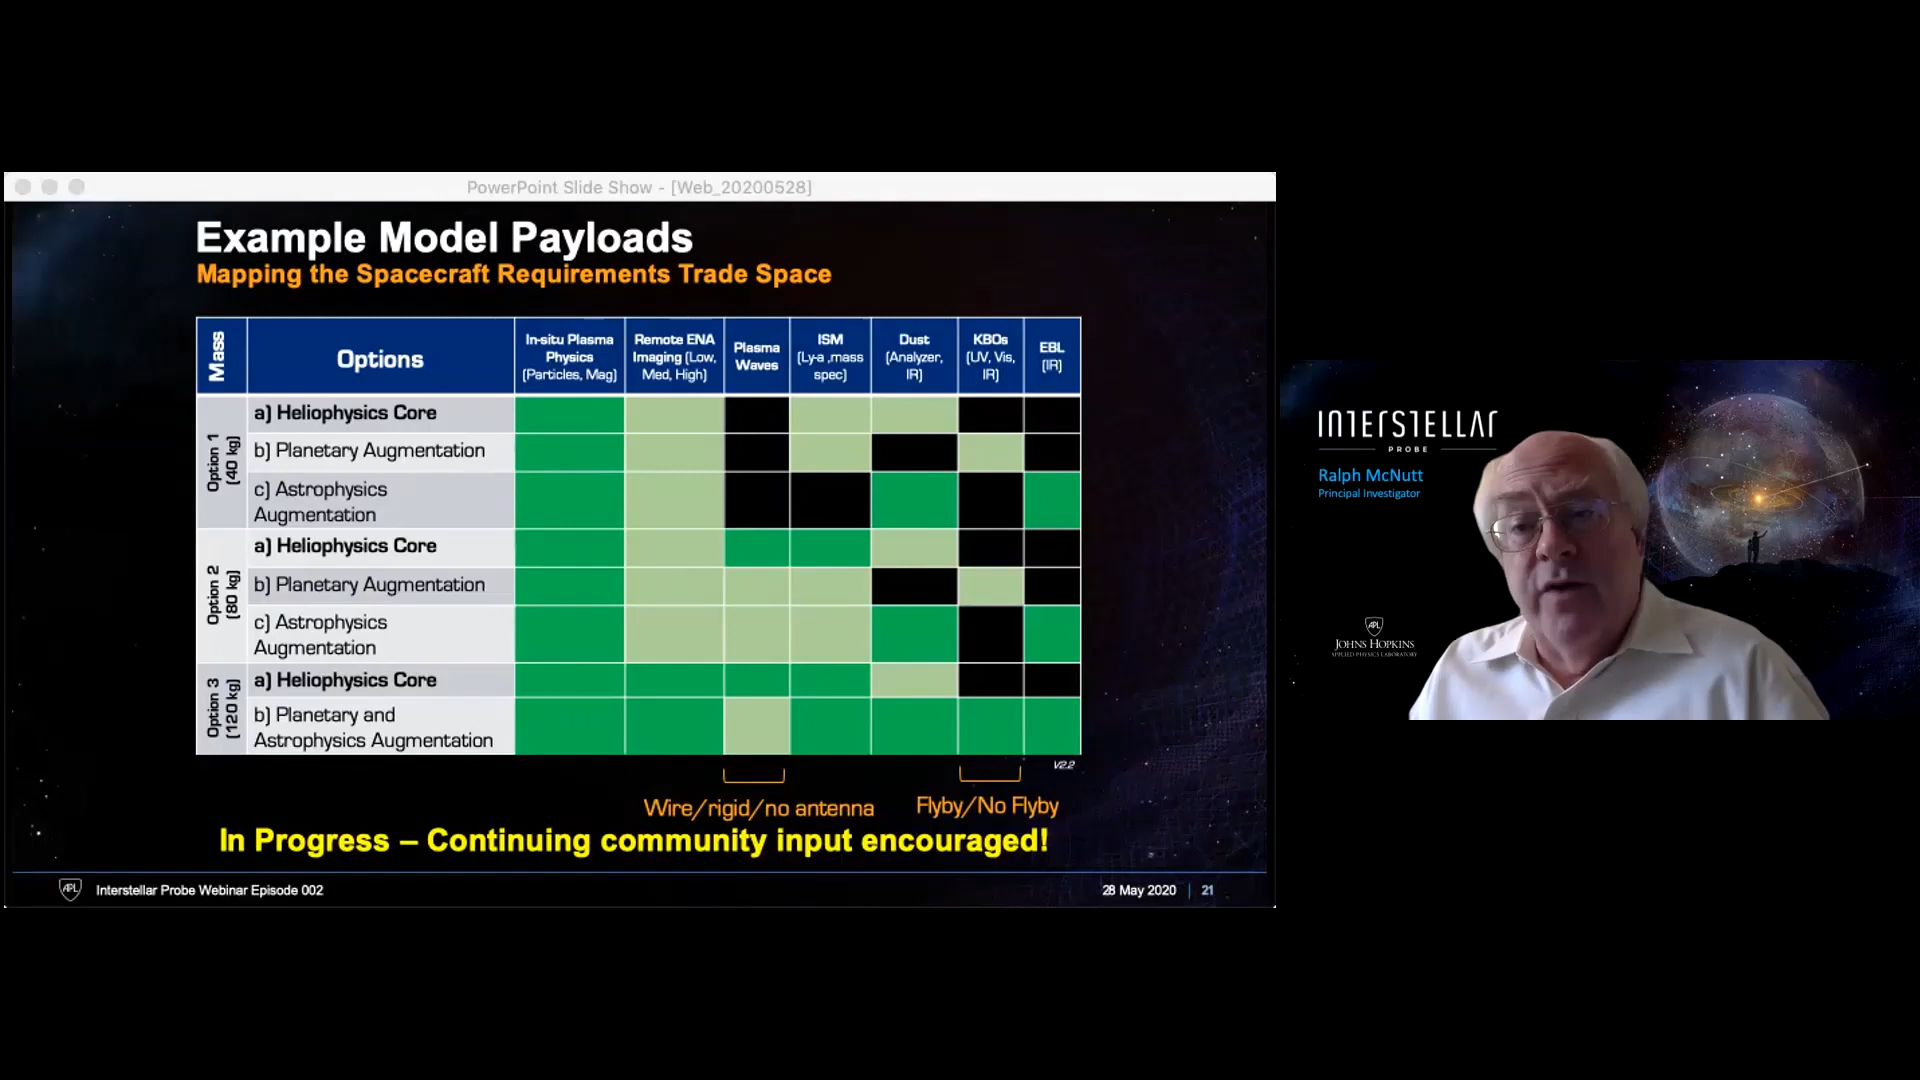 PowerPoint Slide Show - [Web_20200528]
Example Model Payloads
Mapping the Spacecraft Requirements Trade Space
Mass
Options
In-situ Plasma
Physics
(Particles, Mag)
Remote ENA
Imaging (Low,
Med, High)
Plasma
Waves
ISM
(Ly-a ,mass
spec)
Dust
(Analyzer,
IR)
KBOs
(UV, Vis,
IR)
EBL
(IR)
Option 1
(40 kg)
a) Heliophysics Core
b) Planetary Augmentation
c) Astrophysics
Augmentation
Option 2
(80 kg)
a) Heliophysics Core
b) Planetary Augmentation
c) Astrophysics
Augmentation
Option 3
(120 kg)
a) Heliophysics Core
b) Planetary and
Astrophysics Augmentation
V2.2
Wire/rigid/no antenna
Flyby/No Flyby
In Progress – Continuing community input encouraged!
APL
Interstellar Probe Webinar Episode 002
28 May 2020 | 21
INTERSTELLAR
PROBE
Ralph McNutt
Principal Investigator
APL
JOHNS HOPKINS
APPLIED PHYSICS LABORATORY